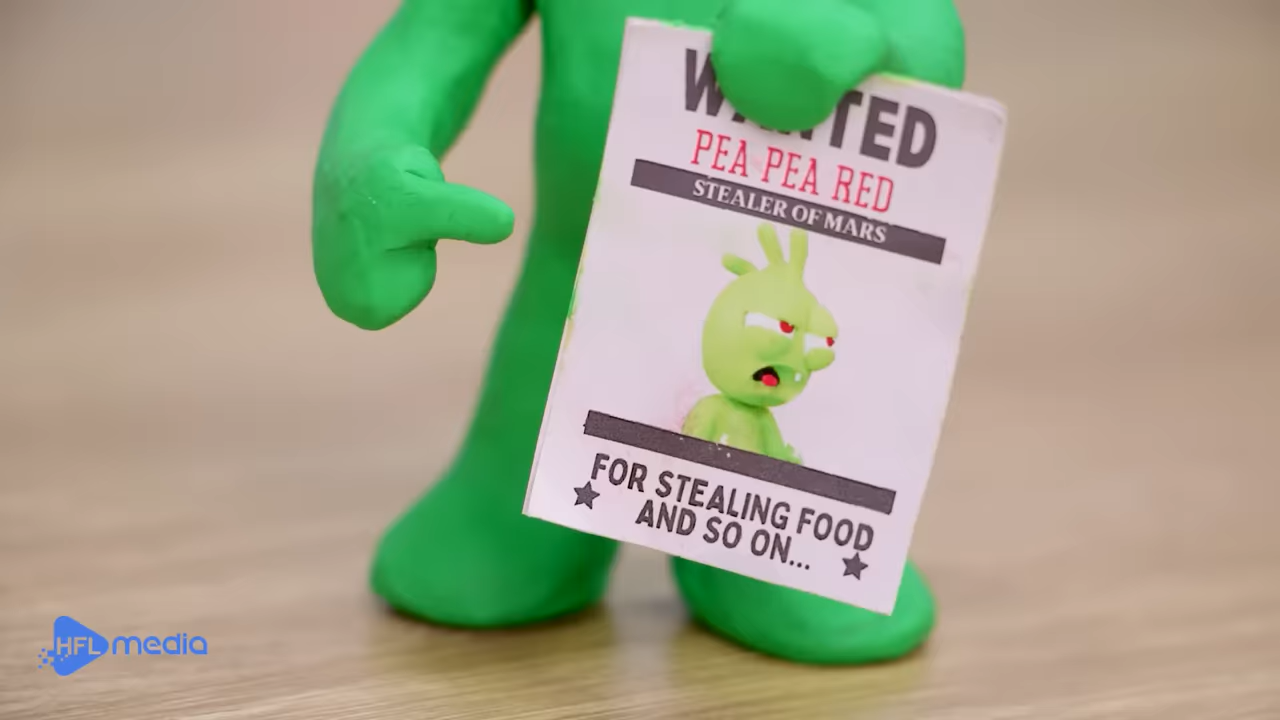 WANTED
PEA PEA RED
STEALER OF MARS
FOR STEALING FOOD
AND SO ON...
HFL media